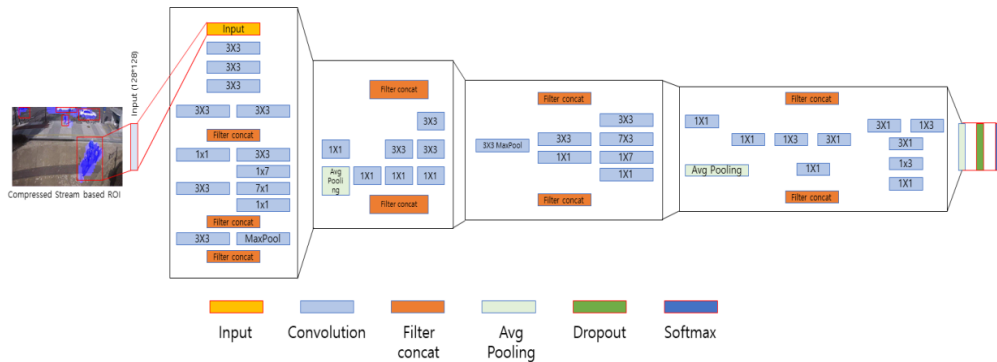 Compressed Stream based ROI
Input (128*128)
Input
3X3
3X3
3X3
3X3 3X3
Filter concat
1x1 3X3
1x7
3X3 7x1
1x1
Filter concat
3X3 MaxPool
Filter concat
Filter concat
3X3
1X1 3X3 3X3
Avg
Pooli
ng
1X1 1X1 1X1
Filter concat
Filter concat
3X3
3X3 MaxPool 3X3 7X3
1X1 1X7
1X1
Filter concat
Filter concat
1X1 3X1 1X3
1X1 1X3 3X1 3X1
Avg Pooling 1X1 1x3
1X1
Filter concat
Input
Convolution
Filter
concat
Avg
Pooling
Dropout
Softmax